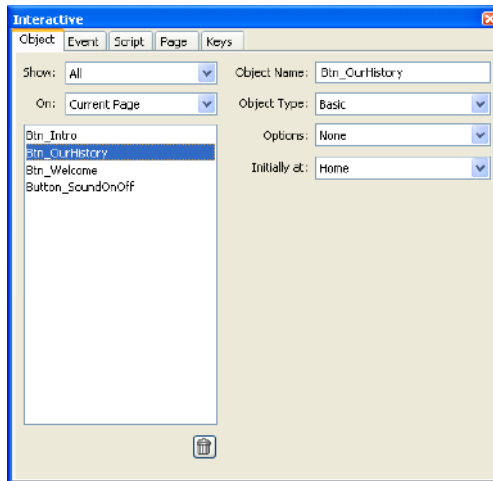 Interactive
Object Event Script Page Keys
Show: All
On: Current Page
Btn_Intro
Btn_OurHistory
Btn_Welcome
Button_SoundOnOff
Object Name: Btn_OurHistory
Object Type: Basic
Options: None
Initially at: Home